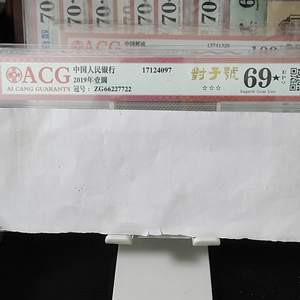 ACG
AI CANG GUARANTY
中国人民银行 17124097
2019年壹圆
冠号: ZG66227722
對子號
☆☆☆
69★
EPQ
Superb Gem Unc